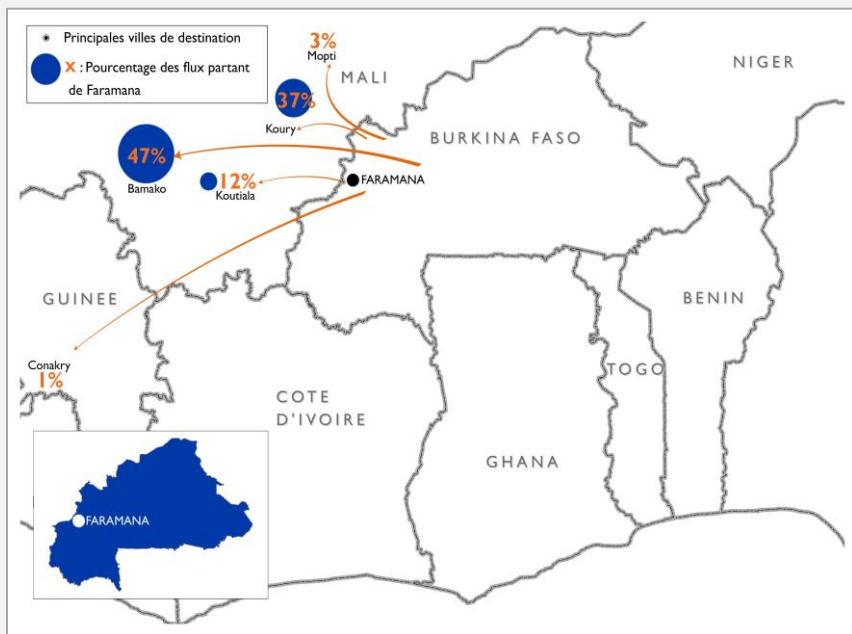 Principales villes de destination
X : Pourcentage des flux partant
de Faramana
3%
Mopti
MALI
NIGER
37%
Koury
BURKINA FASO
47%
Bamako
12%
Koutiala
FARAMANA
GUINEE
BENIN
Conakry
1%
TOGO
COTE
D'IVOIRE
GHANA
FARAMANA